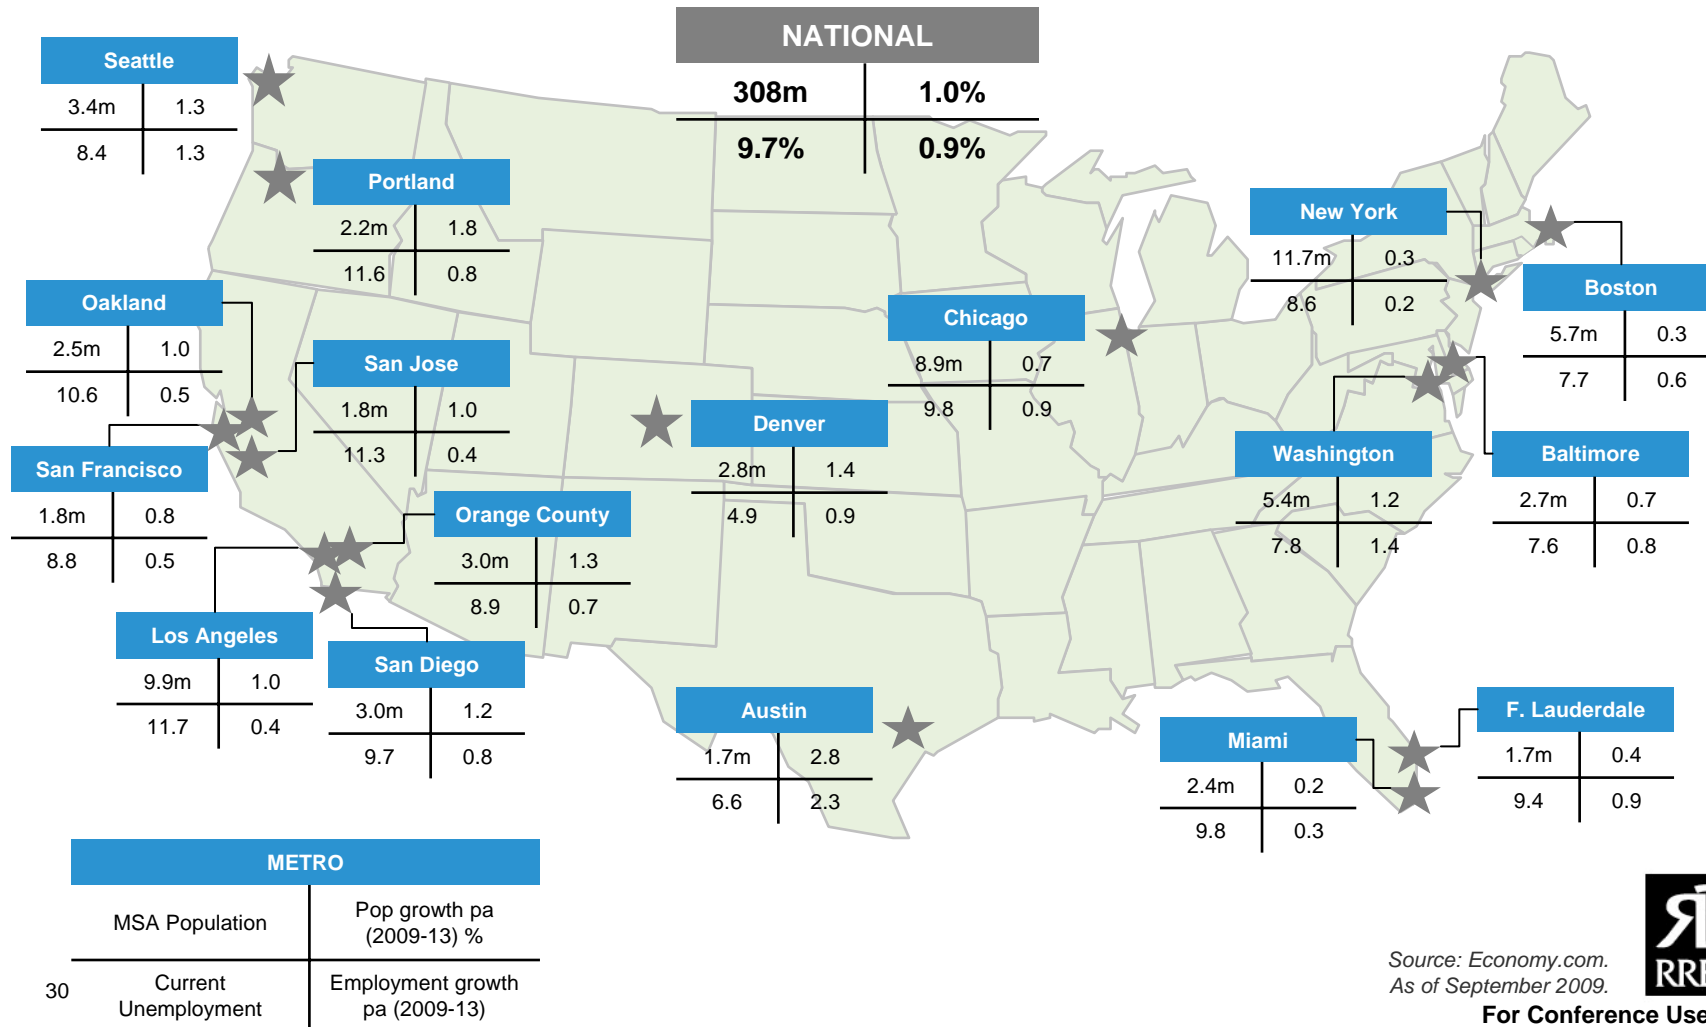 NATIONAL
308m 1.0%
9.7% 0.9%
Seattle
3.4m 1.3
8.4 1.3
Portland
2.2m 1.8
11.6 0.8
New York
11.7m 0.3
8.6 0.2
Boston
5.7m 0.3
7.7 0.6
Oakland
2.5m 1.0
10.6 0.5
San Jose
1.8m 1.0
11.3 0.4
Chicago
8.9m 0.7
9.8 0.9
Denver
2.8m 1.4
4.9 0.9
San Francisco
1.8m 0.8
8.8 0.5
Orange County
3.0m 1.3
8.9 0.7
Washington
5.4m 1.2
7.8 1.4
Baltimore
2.7m 0.7
7.6 0.8
Los Angeles
9.9m 1.0
11.7 0.4
San Diego
3.0m 1.2
9.7 0.8
Austin
1.7m 2.8
6.6 2.3
Miami
2.4m 0.2
9.8 0.3
F. Lauderdale
1.7m 0.4
9.4 0.9
METRO
MSA Population
Pop growth pa
(2009-13) %
Current
Unemployment
Employment growth
pa (2009-13)
30
Source: Economy.com.
As of September 2009.
For Conference Use